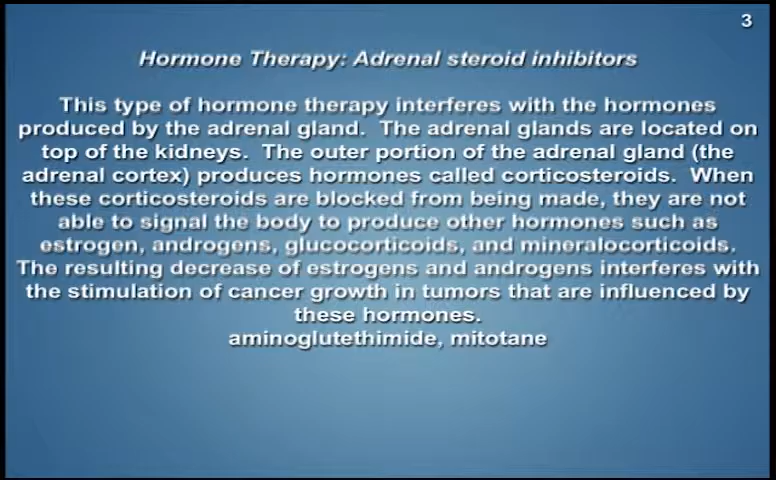 3
Hormone Therapy: Adrenal steroid inhibitors
This type of hormone therapy interferes with the hormones
produced by the adrenal gland. The adrenal glands are located on
top of the kidneys. The outer portion of the adrenal gland (the
adrenal cortex) produces hormones called corticosteroids. When
these corticosteroids are blocked from being made, they are not
able to signal the body to produce other hormones such as
estrogen, androgens, glucocorticoids, and mineralocorticoids.
The resulting decrease of estrogens and androgens interferes with
the stimulation of cancer growth in tumors that are influenced by
these hormones.
aminoglutethimide, mitotane